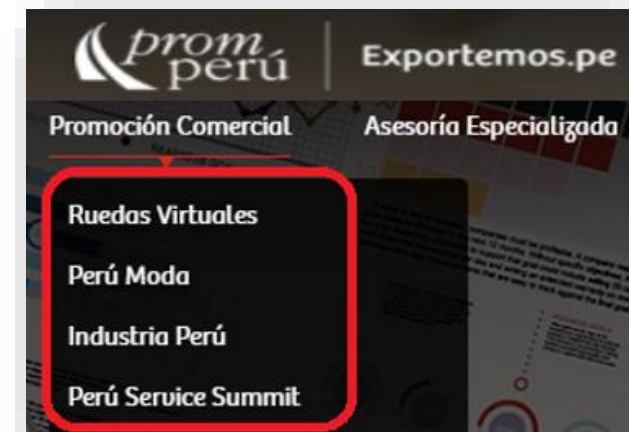 prom
perú
Exportemos.pe
Promoción Comercial
Asesoría Especializada
Ruedas Virtuales
Perú Moda
Industria Perú
Perú Service Summit